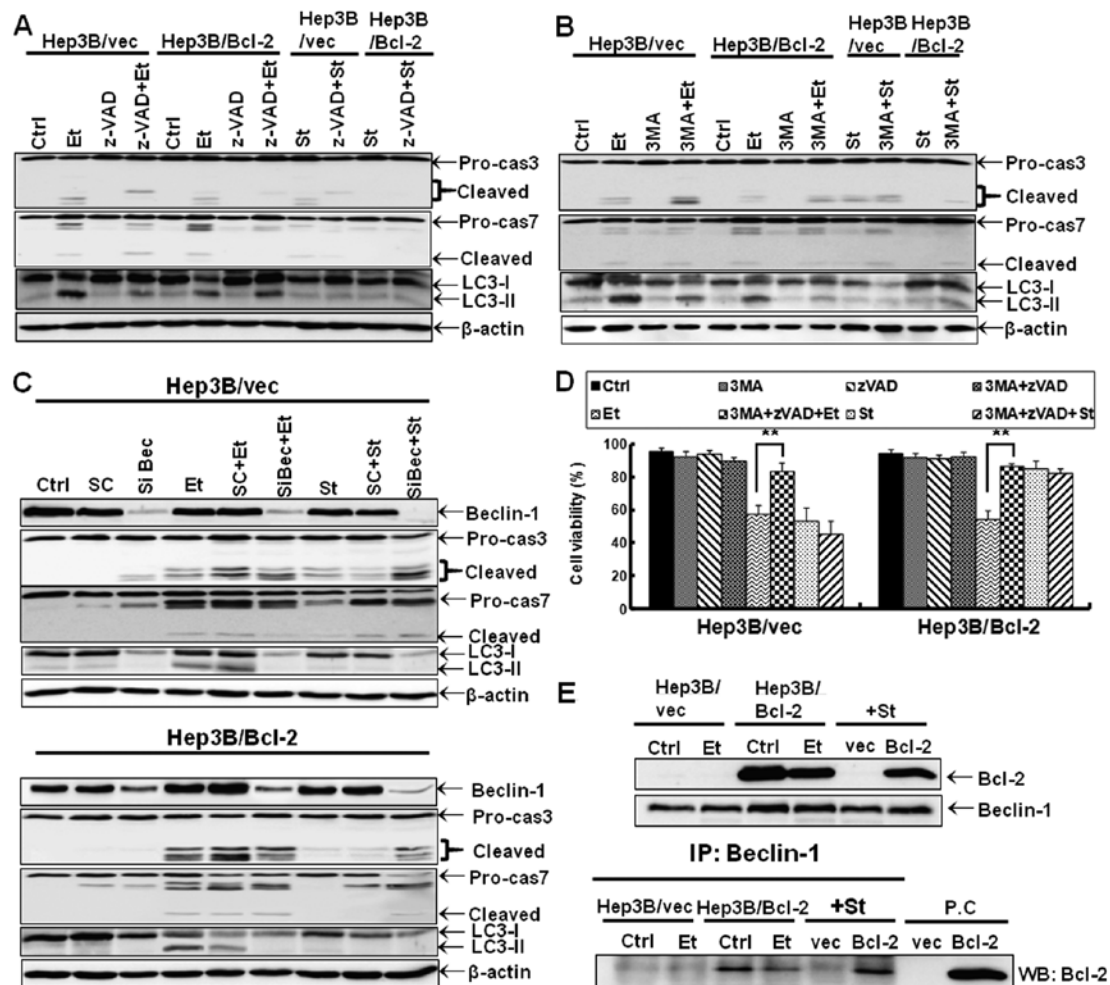 A
Hep3B/vec Hep3B/Bcl-2 Hep3B /vec Hep3B /Bcl-2
Ctrl Et z-VAD z-VAD+Et Ctrl Et z-VAD z-VAD+Et St z-VAD+St St z-VAD+St
Pro-cas3
Cleaved
Pro-cas7
Cleaved
LC3-I
LC3-II
β-actin
B
Hep3B/vec Hep3B/Bcl-2 Hep3B /vec Hep3B /Bcl-2
Ctrl Et 3MA 3MA+Et Ctrl Et 3MA 3MA+Et St 3MA+St St 3MA+St
Pro-cas3
Cleaved
Pro-cas7
Cleaved
LC3-I
LC3-II
β-actin
C
Hep3B/vec
Ctrl SC Si Bec Et SC+Et SiBec+Et St SC+St SiBec+St
Beclin-1
Pro-cas3
Cleaved
Pro-cas7
Cleaved
LC3-I
LC3-II
β-actin
Hep3B/Bcl-2
Beclin-1
Pro-cas3
Cleaved
Pro-cas7
Cleaved
LC3-I
LC3-II
β-actin
D
Ctrl 3MA zVAD 3MA+zVAD
Et 3MA+zVAD+Et St 3MA+zVAD+St
Cell viability (%)
100
80
60
40
20
0
** **
Hep3B/vec Hep3B/Bcl-2
E
Hep3B/ vec Hep3B/ Bcl-2 +St
Ctrl Et Ctrl Et vec Bcl-2
Bcl-2
Beclin-1
IP: Beclin-1
Hep3B/vec Hep3B/Bcl-2 +St P.C
Ctrl Et Ctrl Et vec Bcl-2 vec Bcl-2
WB: Bcl-2